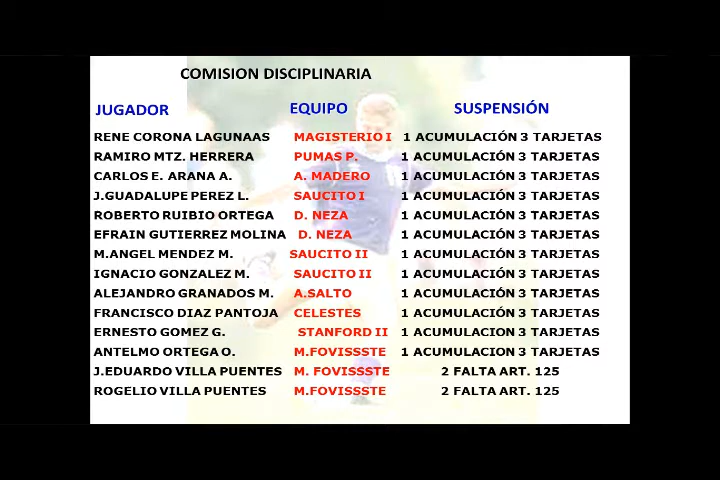 COMISION DISCIPLINARIA
JUGADOR EQUIPO SUSPENSIÓN
RENE CORONA LAGUNAAS MAGISTERIO I 1 ACUMULACIÓN 3 TARJETAS
RAMIRO MTZ. HERRERA PUMAS P. 1 ACUMULACIÓN 3 TARJETAS
CARLOS E. ARANA A. A. MADERO 1 ACUMULACIÓN 3 TARJETAS
J.GUADALUPE PEREZ L. SAUCITO I 1 ACUMULACIÓN 3 TARJETAS
ROBERTO RUIBIO ORTEGA D. NEZA 1 ACUMULACIÓN 3 TARJETAS
EFRAIN GUTIERREZ MOLINA D. NEZA 1 ACUMULACIÓN 3 TARJETAS
M.ANGEL MENDEZ M. SAUCITO II 1 ACUMULACIÓN 3 TARJETAS
IGNACIO GONZALEZ M. SAUCITO II 1 ACUMULACIÓN 3 TARJETAS
ALEJANDRO GRANADOS M. A.SALTO 1 ACUMULACIÓN 3 TARJETAS
FRANCISCO DIAZ PANTOJA CELESTES 1 ACUMULACIÓN 3 TARJETAS
ERNESTO GOMEZ G. STANFORD II 1 ACUMULACION 3 TARJETAS
ANTELMO ORTEGA O. M.FOVISSSTE 1 ACUMULACION 3 TARJETAS
J.EDUARDO VILLA PUENTES M. FOVISSSTE 2 FALTA ART. 125
ROGELIO VILLA PUENTES M.FOVISSSTE 2 FALTA ART. 125